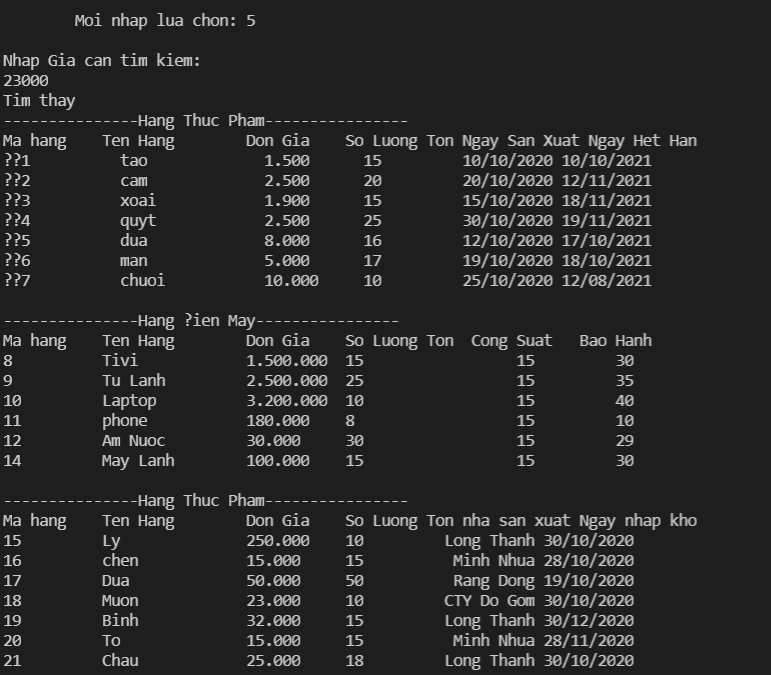 Moi nhap lua chon: 5
Nhap Gia can tim kiem:
23000
Tim thay
---------------Hang Thuc Pham----------------
Ma hang    Ten Hang        Don Gia    So Luong Ton Ngay San Xuat Ngay Het Han
??1          tao             1.500      15         10/10/2020 10/10/2021
??2          cam             2.500      20         20/10/2020 12/11/2021
??3          xoai            1.900      15         15/10/2020 18/11/2021
??4          quyt            2.500      25         30/10/2020 19/11/2021
??5          dua             8.000      16         12/10/2020 17/10/2021
??6          man             5.000      17         19/10/2020 18/10/2021
??7          chuoi           10.000     10         25/10/2020 12/08/2021
---------------Hang ?ien May----------------
Ma hang    Ten Hang        Don Gia    So Luong Ton  Cong Suat   Bao Hanh
8          Tivi            1.500.000  15                 15         30
9          Tu Lanh         2.500.000  25                 15         35
10         Laptop          3.200.000  10                 15         40
11         phone           180.000    8                  15         10
12         Am Nuoc         30.000     30                 15         29
14         May Lanh        100.000    15                 15         30
---------------Hang Thuc Pham----------------
Ma hang    Ten Hang        Don Gia    So Luong Ton nha san xuat Ngay nhap kho
15         Ly              250.000    10         Long Thanh 30/10/2020
16         chen            15.000     15          Minh Nhua 28/10/2020
17         Dua             50.000     50          Rang Dong 19/10/2020
18         Muon            23.000     10         CTY Do Gom 30/10/2020
19         Binh            32.000     15         Long Thanh 30/12/2020
20         To              15.000     15          Minh Nhua 28/11/2020
21         Chau            25.000     18         Long Thanh 30/10/2020